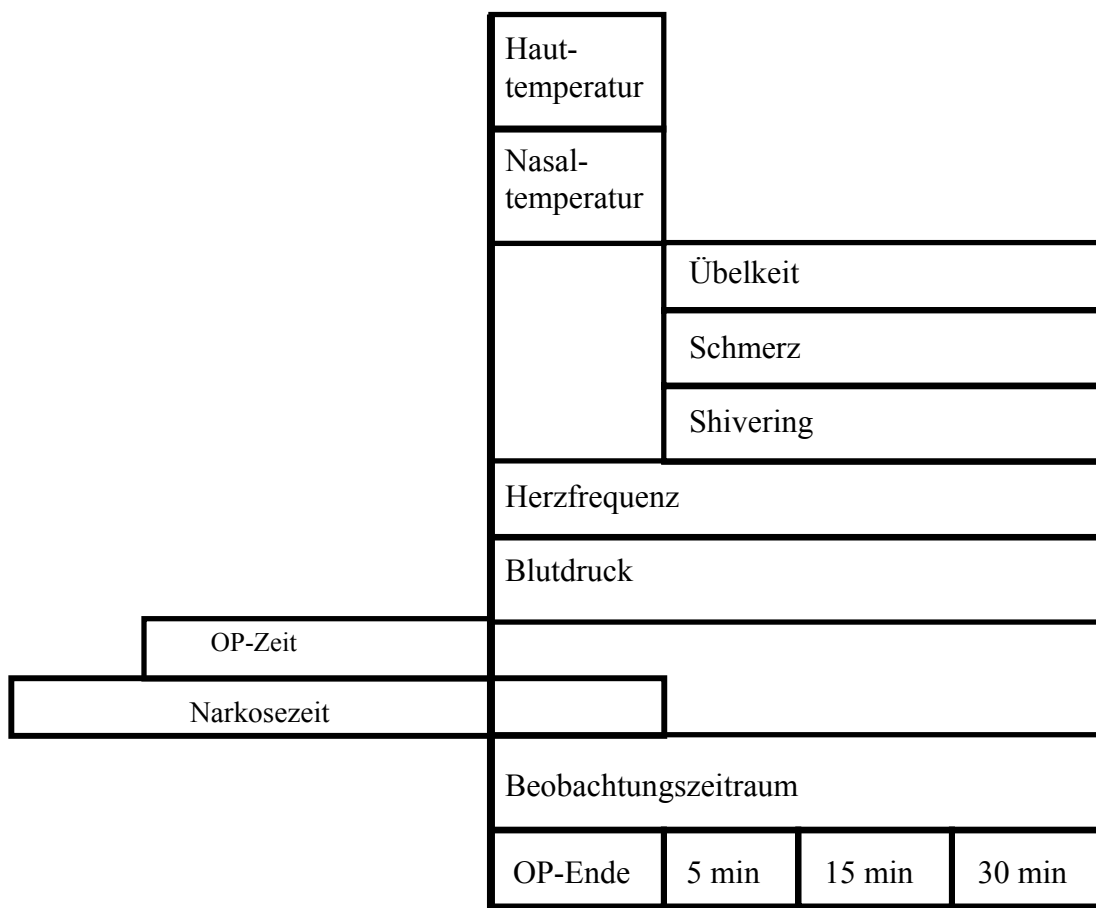 Haut-
temperatur
Nasal-
temperatur
Übelkeit
Schmerz
Shivering
Herzfrequenz
Blutdruck
OP-Zeit
Narkosezeit
Beobachtungszeitraum
OP-Ende 5 min 15 min 30 min